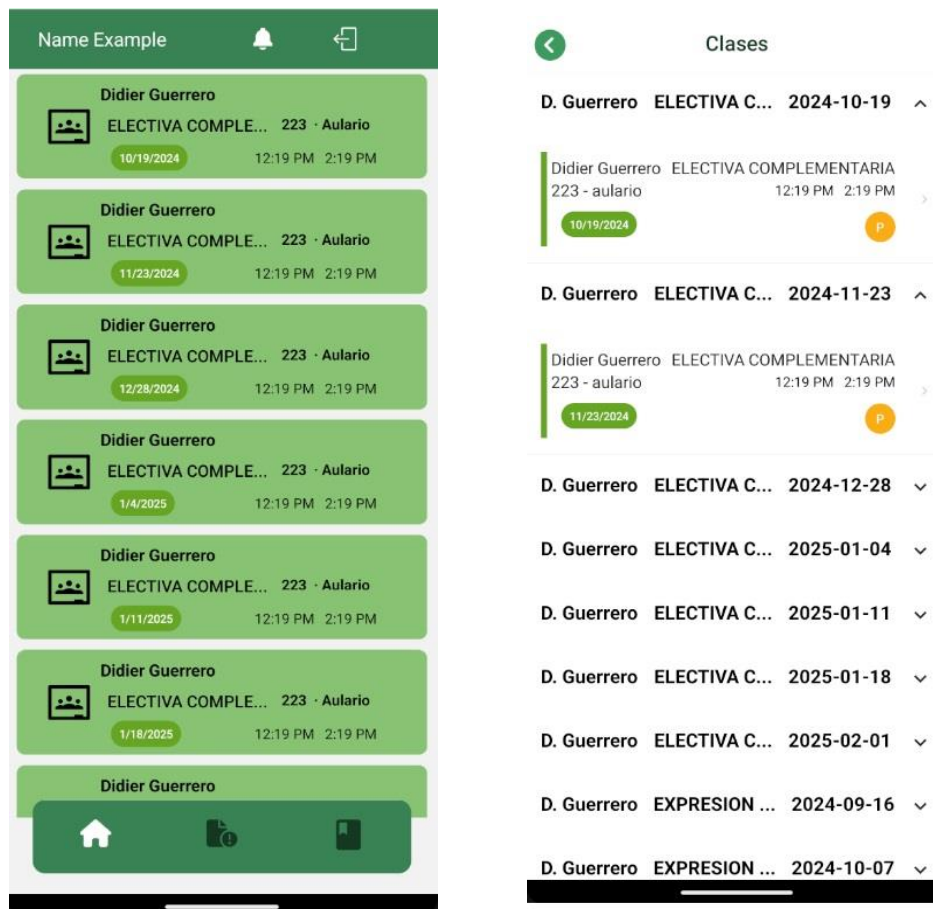 Name Example
Didier Guerrero
ELECTIVA COMPLE... 223 · Aulario
10/19/2024 12:19 PM 2:19 PM
Didier Guerrero
ELECTIVA COMPLE... 223 · Aulario
11/23/2024 12:19 PM 2:19 PM
Didier Guerrero
ELECTIVA COMPLE... 223 · Aulario
12/28/2024 12:19 PM 2:19 PM
Didier Guerrero
ELECTIVA COMPLE... 223 · Aulario
1/4/2025 12:19 PM 2:19 PM
Didier Guerrero
ELECTIVA COMPLE... 223 · Aulario
1/11/2025 12:19 PM 2:19 PM
Didier Guerrero
ELECTIVA COMPLE... 223 · Aulario
1/18/2025 12:19 PM 2:19 PM
Didier Guerrero
Clases
D. Guerrero ELECTIVA C... 2024-10-19
Didier Guerrero ELECTIVA COMPLEMENTARIA
223 - aulario 12:19 PM 2:19 PM
10/19/2024 P
D. Guerrero ELECTIVA C... 2024-11-23
Didier Guerrero ELECTIVA COMPLEMENTARIA
223 - aulario 12:19 PM 2:19 PM
11/23/2024 P
D. Guerrero ELECTIVA C... 2024-12-28
D. Guerrero ELECTIVA C... 2025-01-04
D. Guerrero ELECTIVA C... 2025-01-11
D. Guerrero ELECTIVA C... 2025-01-18
D. Guerrero ELECTIVA C... 2025-02-01
D. Guerrero EXPRESION ... 2024-09-16
D. Guerrero EXPRESION ... 2024-10-07